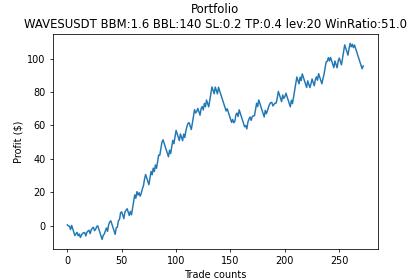 Portfolio
WAVESUSDT BBM:1.6 BBL:140 SL:0.2 TP:0.4 lev:20 WinRatio:51.0
100
80
60
40
20
0
Profit ($)
0 50 100 150 200 250
Trade counts